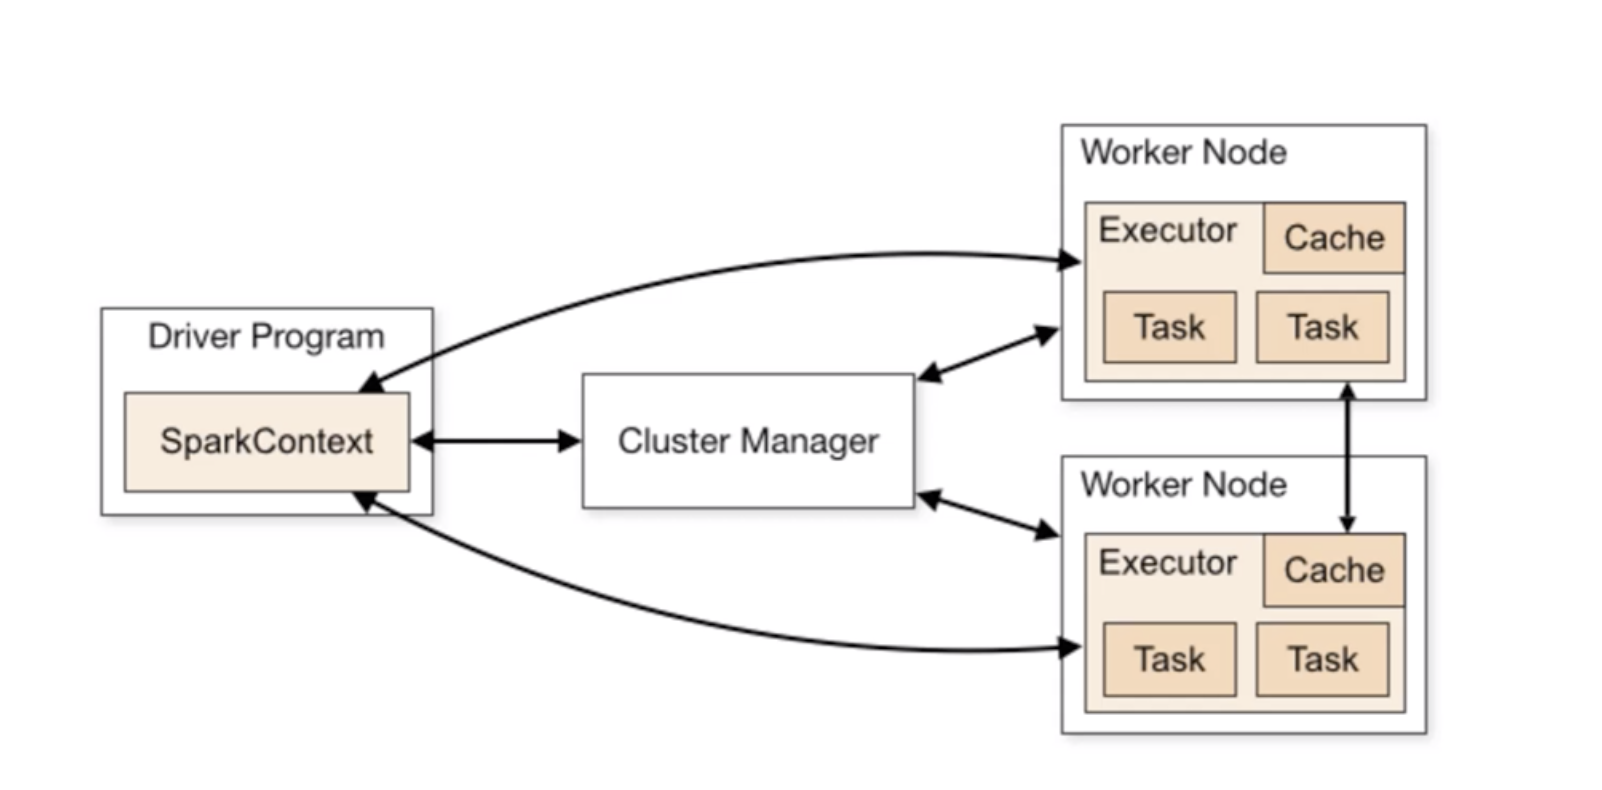 Driver Program
SparkContext
Cluster Manager
Worker Node
Executor
Cache
Task
Task
Worker Node
Executor
Cache
Task
Task